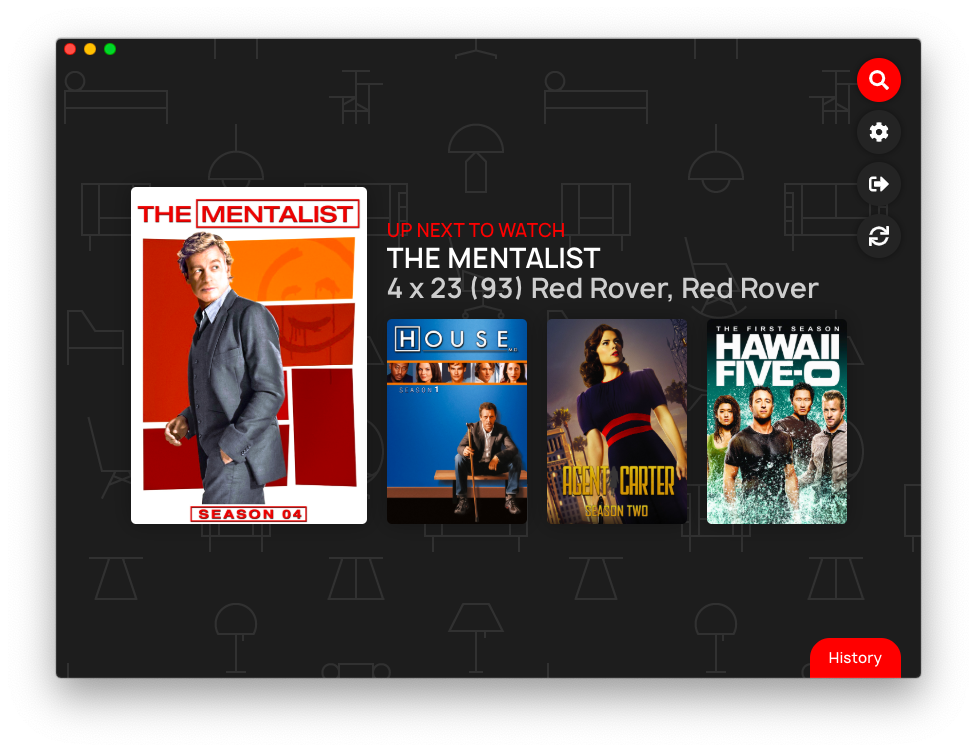 THE MENTALIST
SEASON 04
UP NEXT TO WATCH
THE MENTALIST
4 x 23 (93) Red Rover, Red Rover
HOUSE M.D.
SEASON 1
AGENT CARTER
SEASON TWO
THE FIRST SEASON
HAWAII
FIVE-O
History